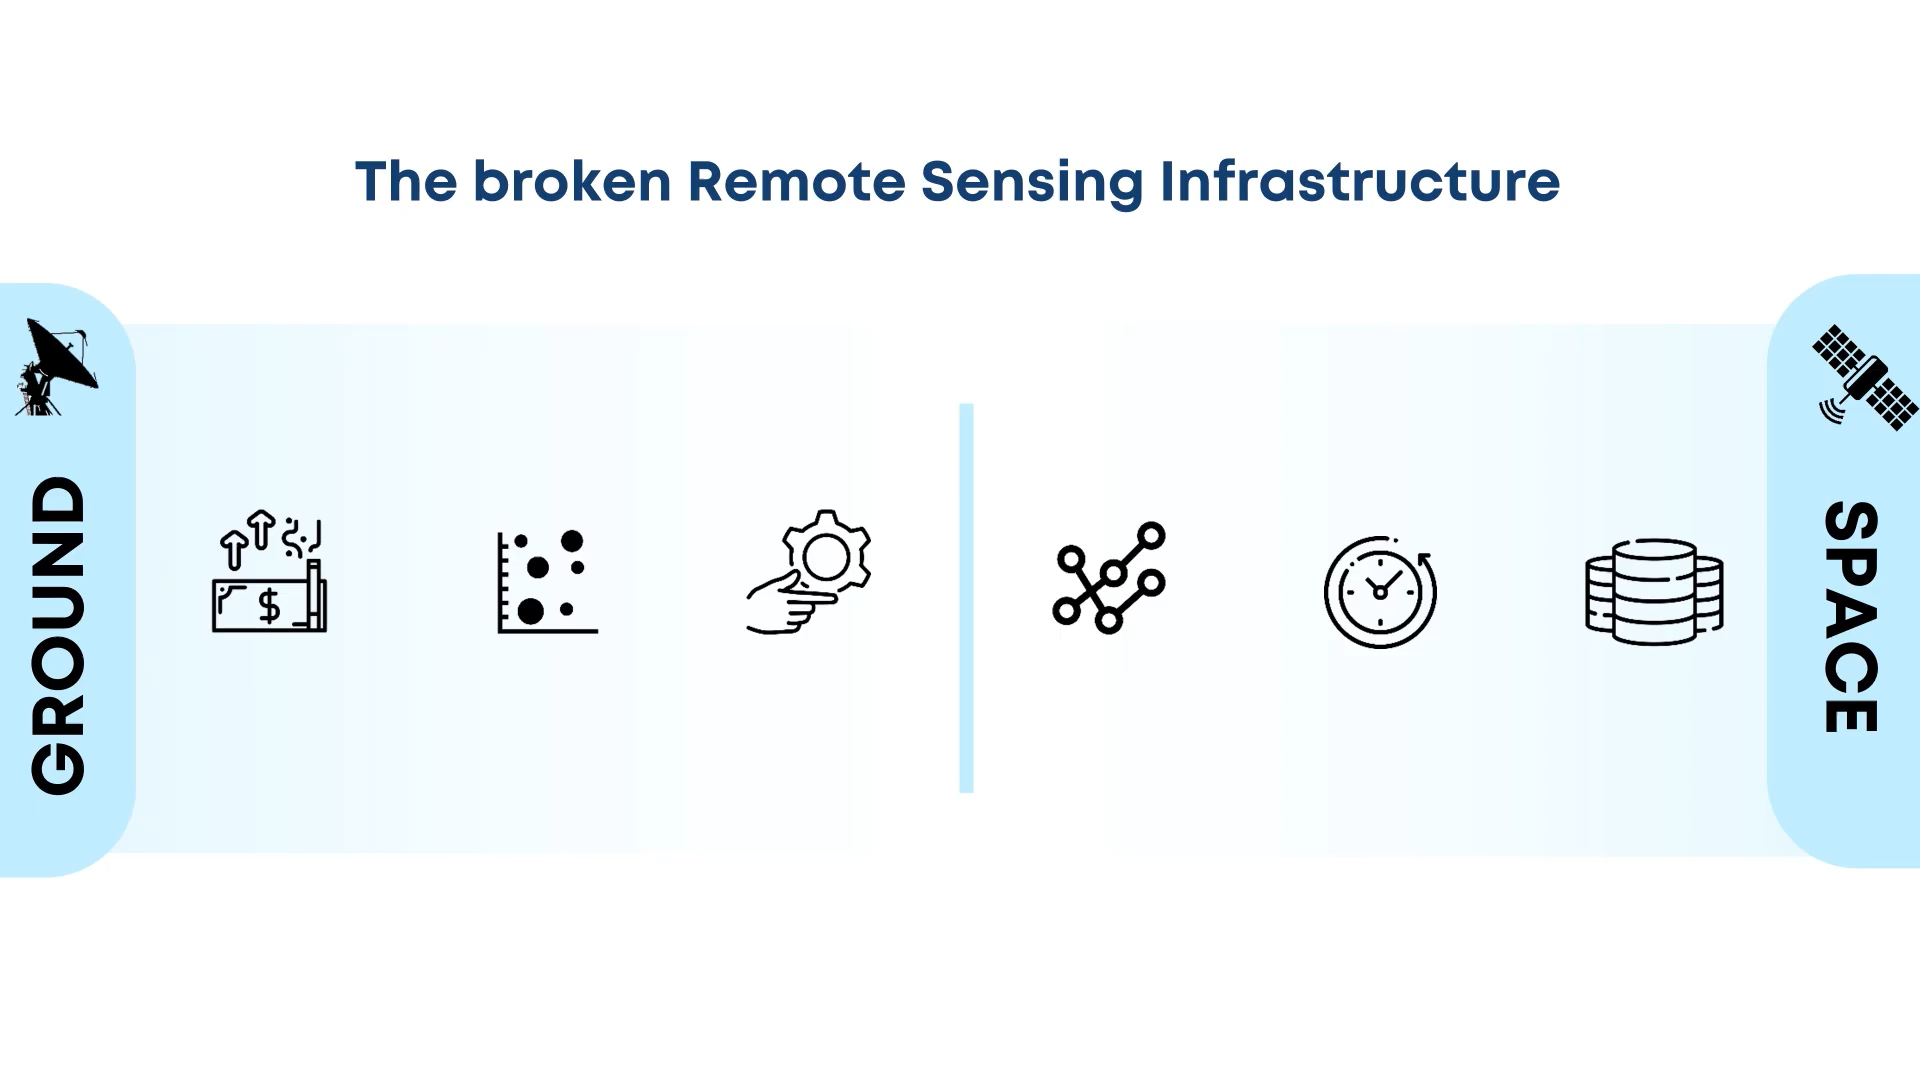 The broken Remote Sensing Infrastructure
GROUND
$
SPACE